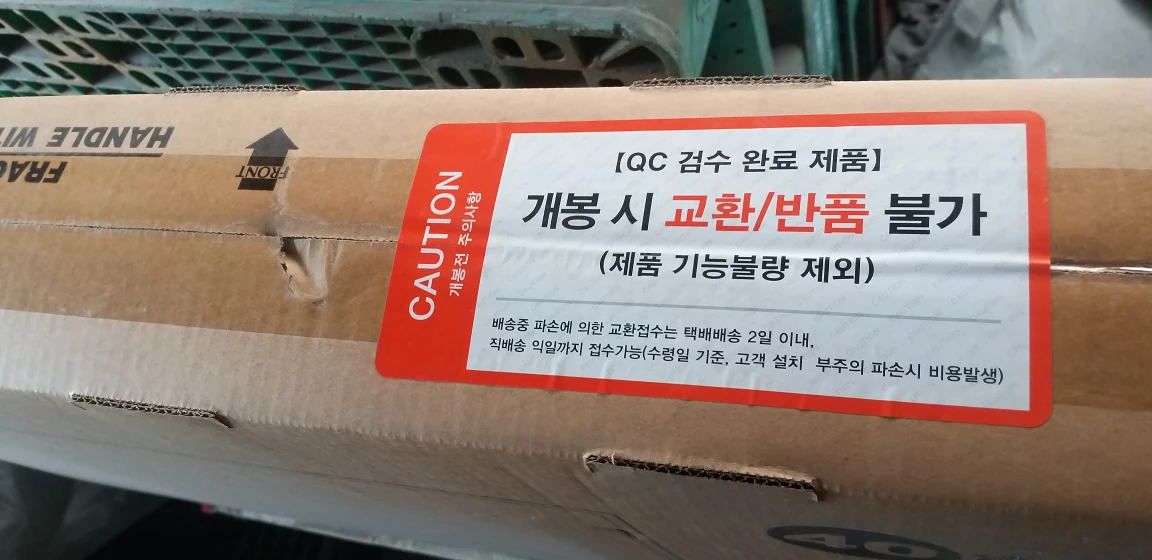 HANDLE WI
FRAG
FRONT
CAUTION
개봉전 주의사항
[QC 검수 완료 제품]
개봉 시 교환/반품 불가
(제품 기능불량 제외)
배송중 파손에 의한 교환접수는 택배배송 2일 이내,
직배송 익일까지 접수가능(수령일 기준, 고객 설치 부주의 파손시 비용발생)
40